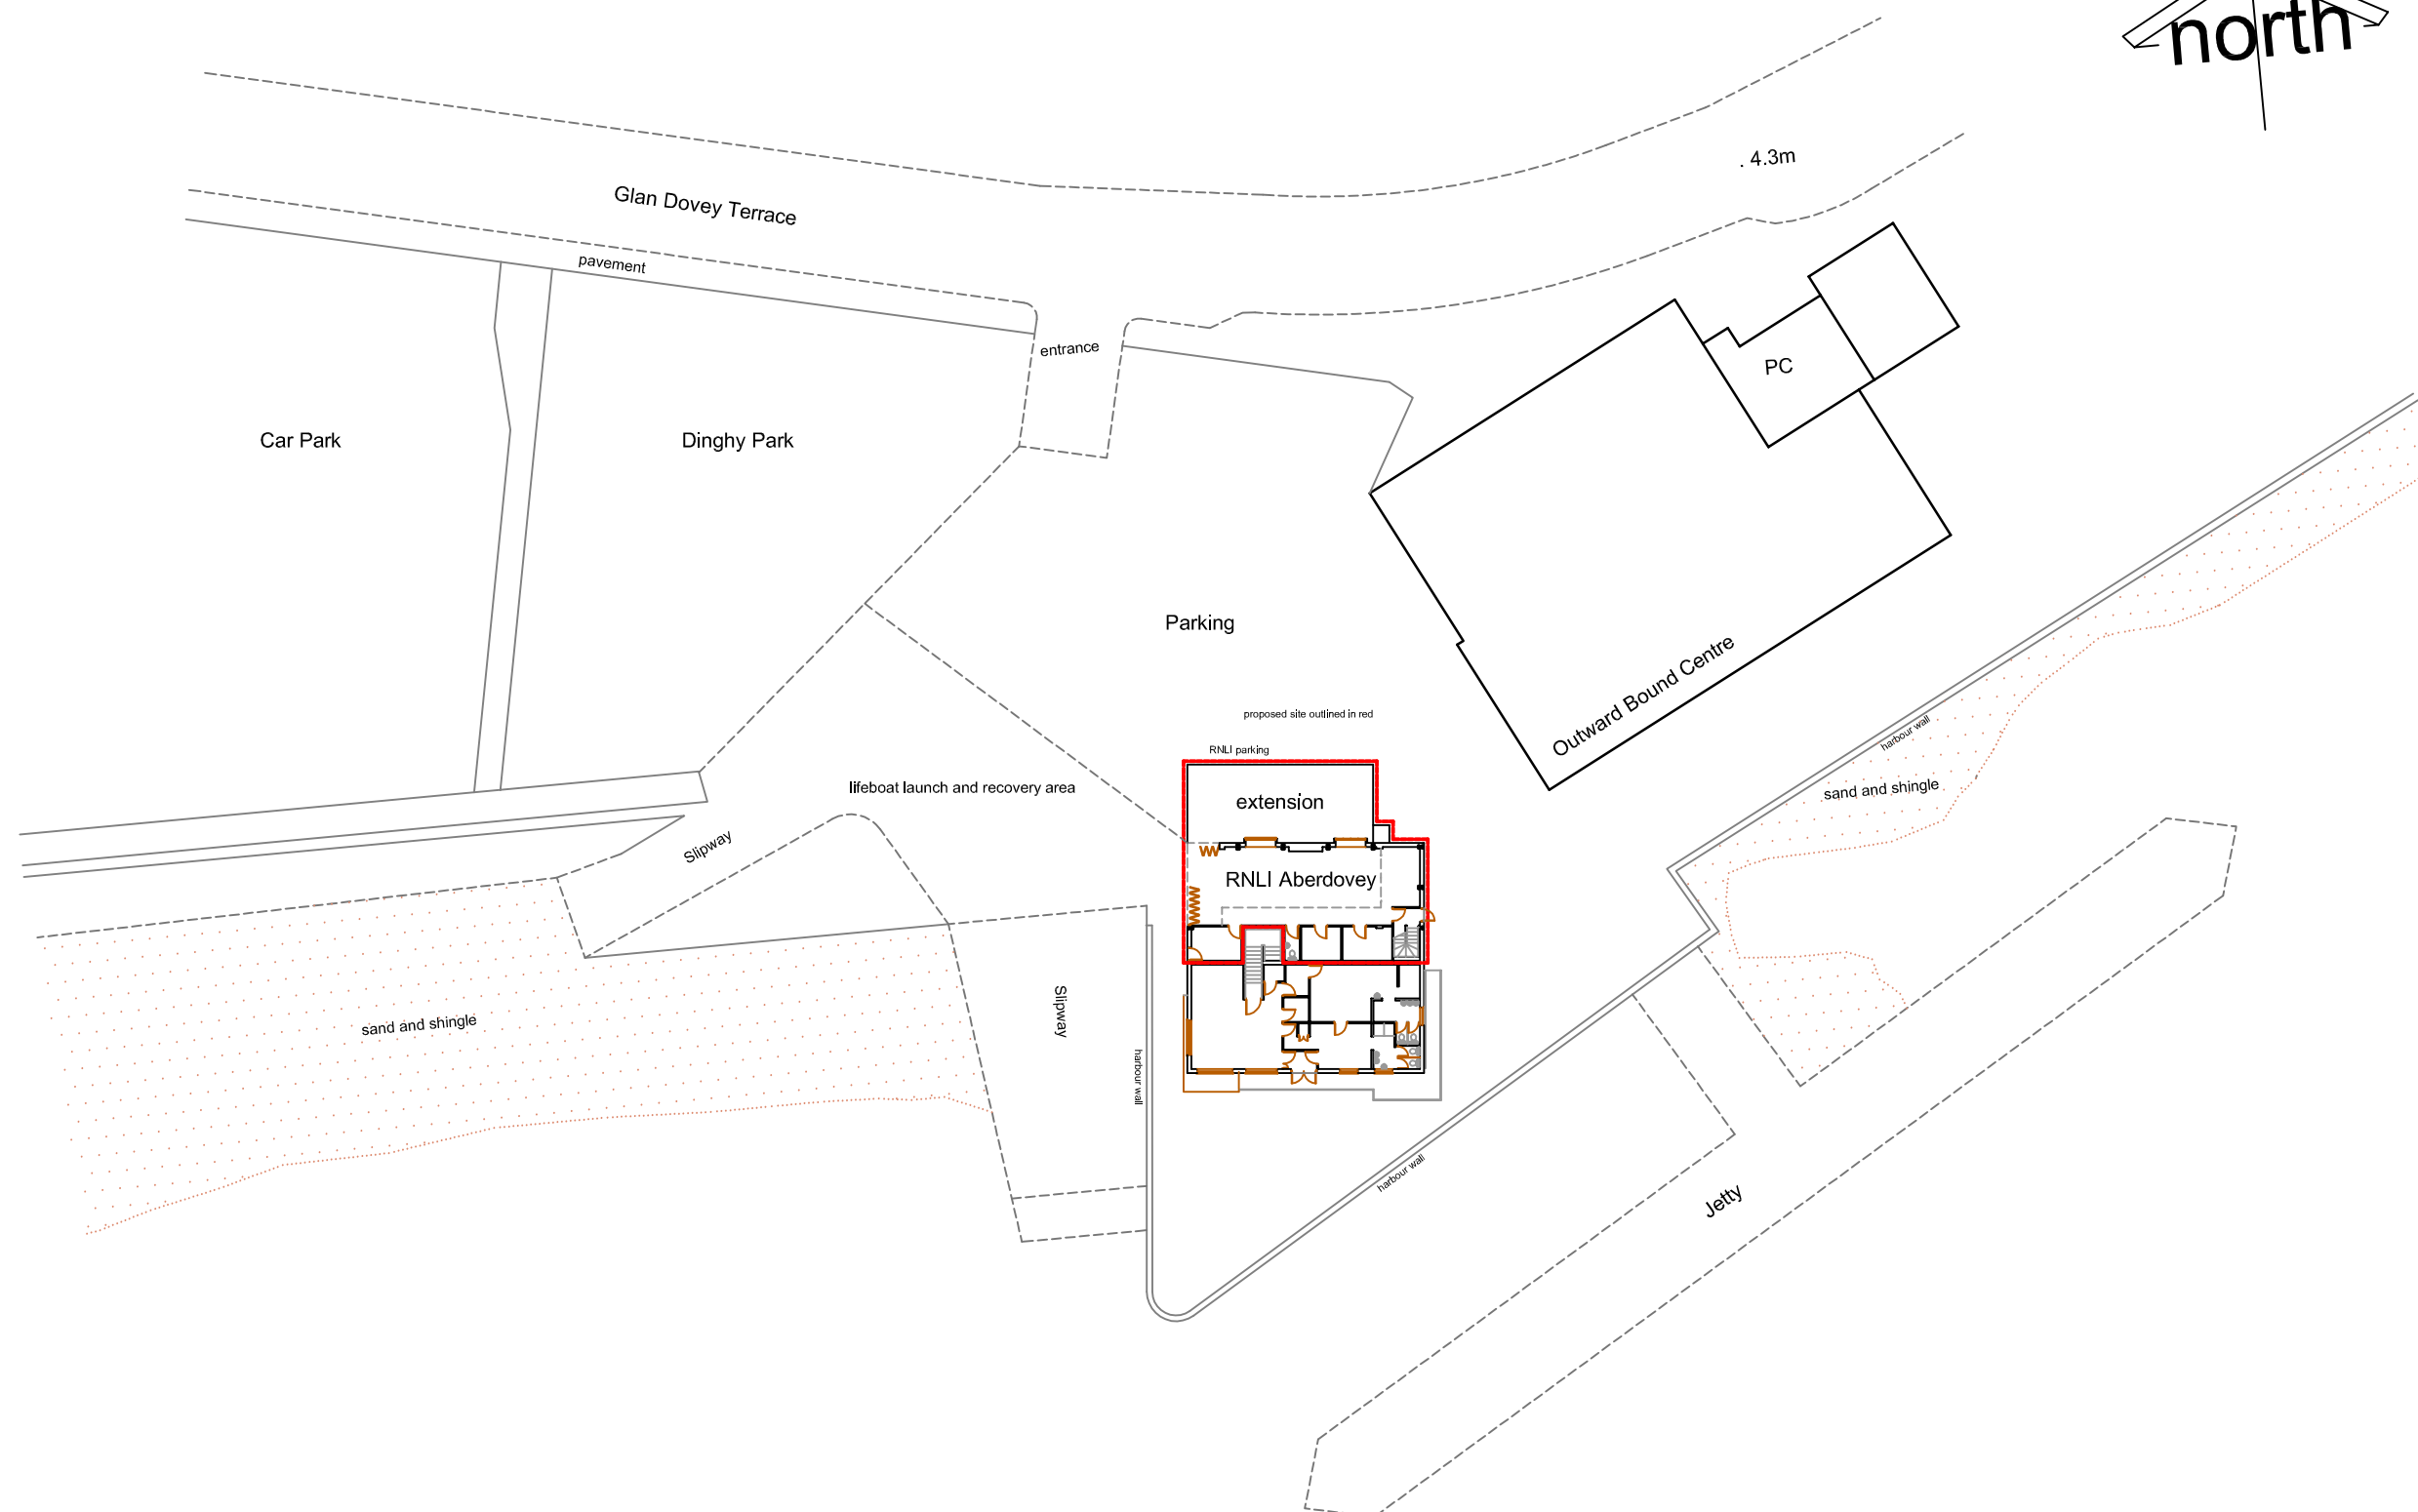 north
. 4.3m
Glan Dovey Terrace
pavement
entrance
PC
Car Park
Dinghy Park
Parking
Outward Bound Centre
proposed site outlined in red
harbour wall
RNLI parking
lifeboat launch and recovery area
sand and shingle
extension
Slipway
RNLI Aberdovey
sand and shingle
Slipway
harbour wall
harbour wall
Jetty